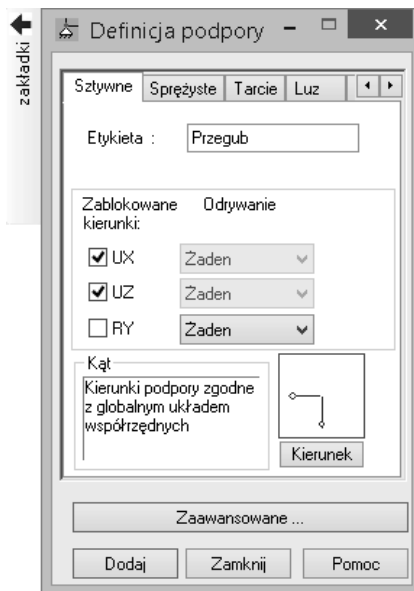 zakładki
Definicja podpory
Sztywne Sprężyste Tarcie Luz
Etykieta : Przegub
Zablokowane Odrywanie
kierunki:
UX Żaden
UZ Żaden
RY Żaden
Kąt
Kierunki podpory zgodne
z globalnym układem
współrzędnych
Kierunek
Zaawansowane ...
Dodaj Zamknij Pomoc